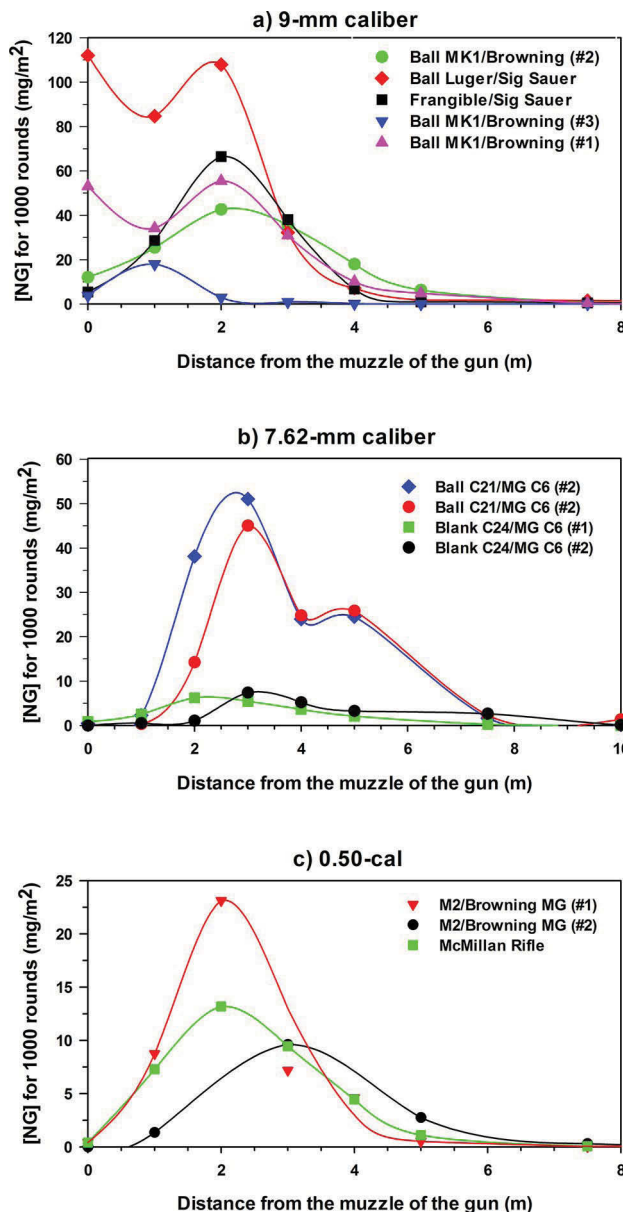 a) 9-mm caliber
[NG] for 1000 rounds (mg/m²)
120
100
80
60
40
20
0
Ball MK1/Browning (#2)
Ball Luger/Sig Sauer
Frangible/Sig Sauer
Ball MK1/Browning (#3)
Ball MK1/Browning (#1)
0 2 4 6 8
Distance from the muzzle of the gun (m)
b) 7.62-mm caliber
[NG] for 1000 rounds (mg/m²)
60
50
40
30
20
10
0
Ball C21/MG C6 (#2)
Ball C21/MG C6 (#2)
Blank C24/MG C6 (#1)
Blank C24/MG C6 (#2)
0 2 4 6 8 10
Distance from the muzzle of the gun (m)
c) 0.50-cal
[NG] for 1000 rounds (mg/m²)
25
20
15
10
5
0
M2/Browning MG (#1)
M2/Browning MG (#2)
McMillan Rifle
0 2 4 6 8
Distance from the muzzle of the gun (m)